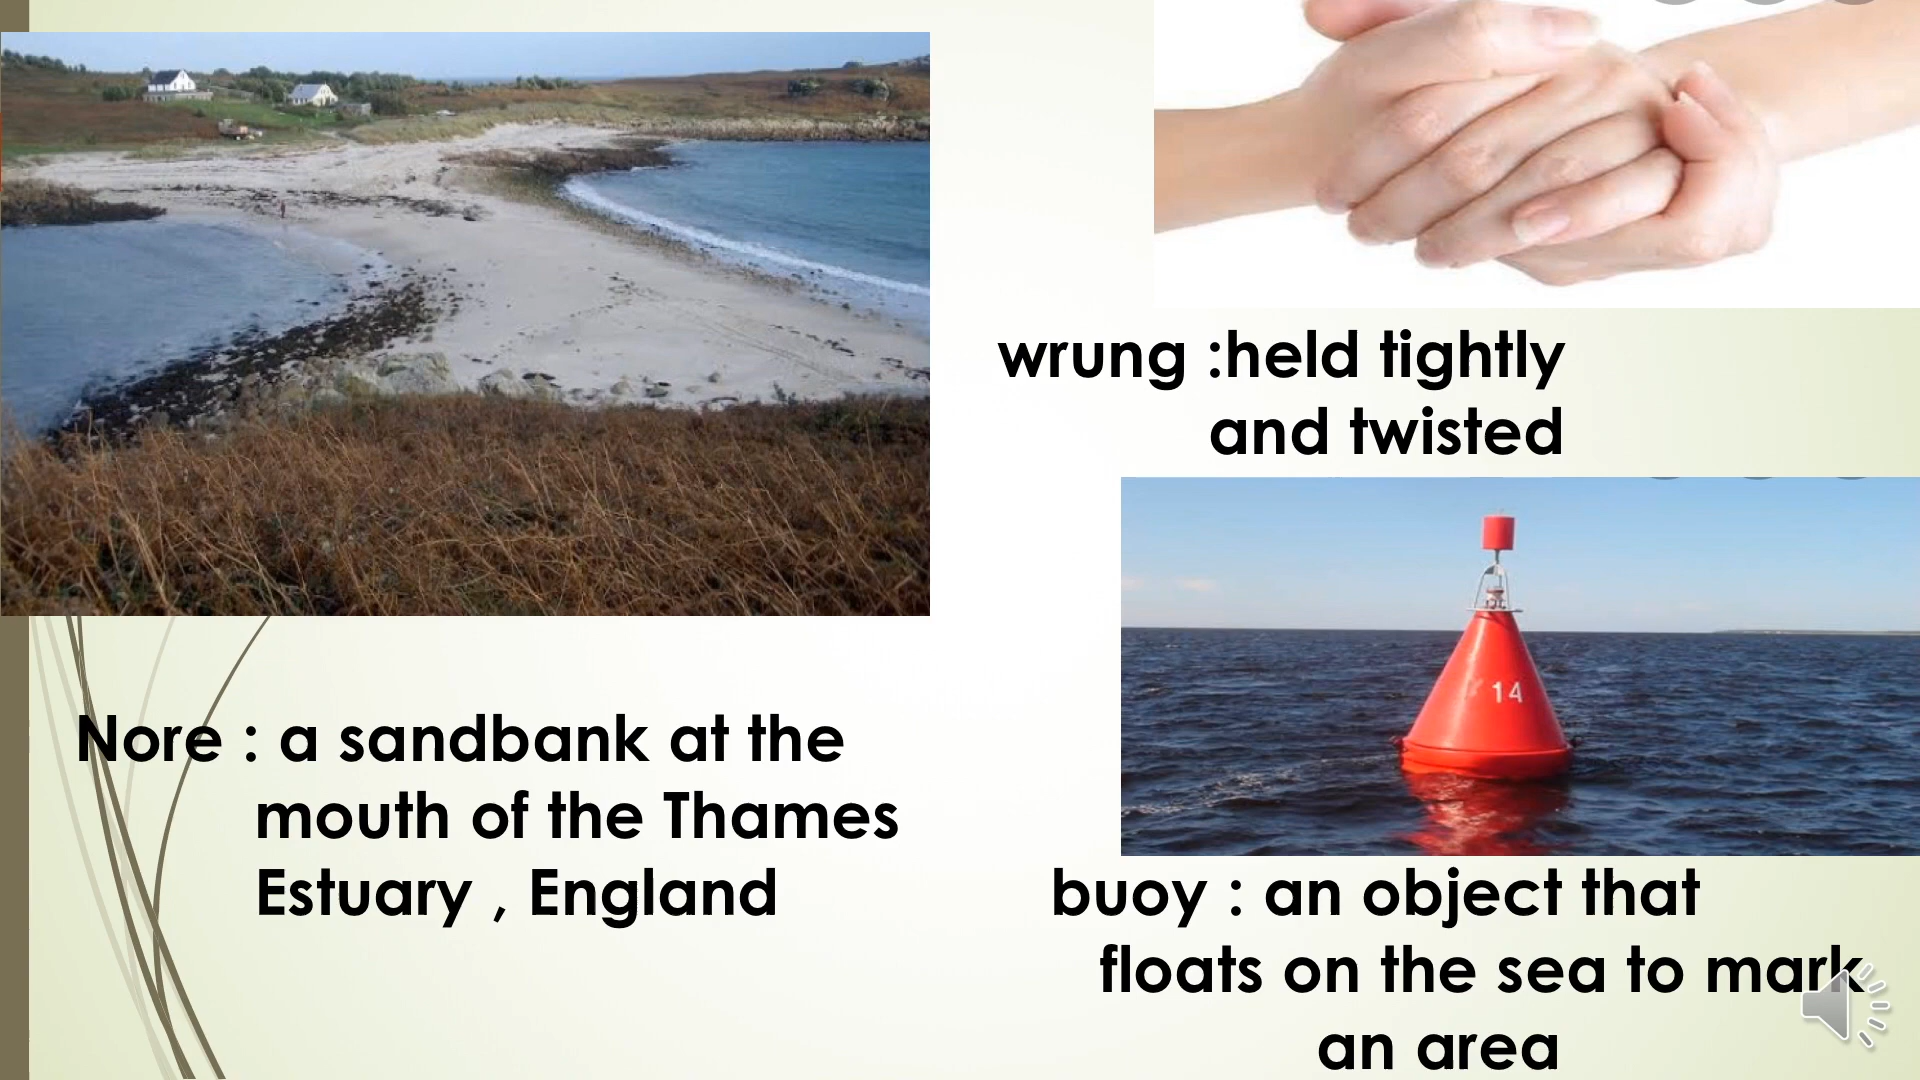 wrung :held tightly
and twisted
14
Nore : a sandbank at the
mouth of the Thames
Estuary , England
buoy : an object that
floats on the sea to mark
an area